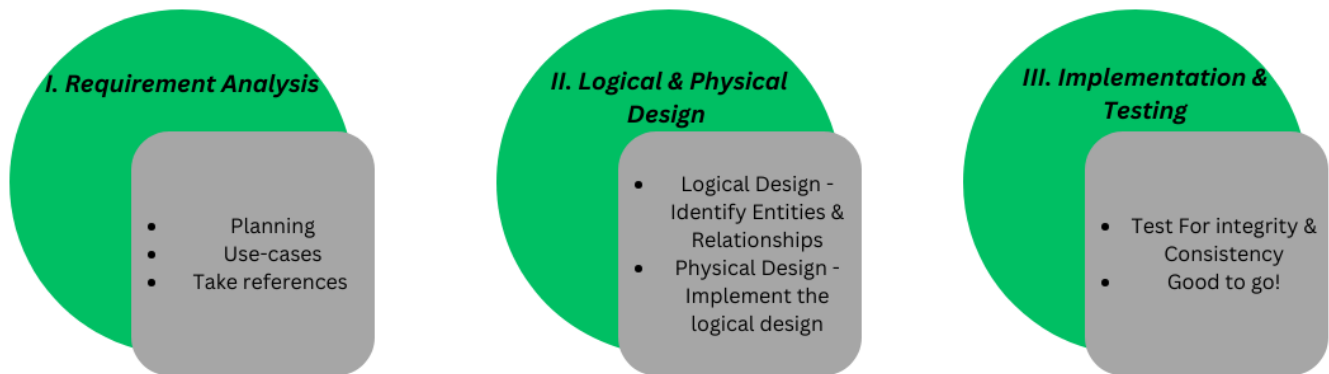 I. Requirement Analysis
• Planning
• Use-cases
• Take references
II. Logical & Physical
Design
• Logical Design -
Identify Entities &
Relationships
• Physical Design -
Implement the
logical design
III. Implementation &
Testing
• Test For integrity &
Consistency
• Good to go!